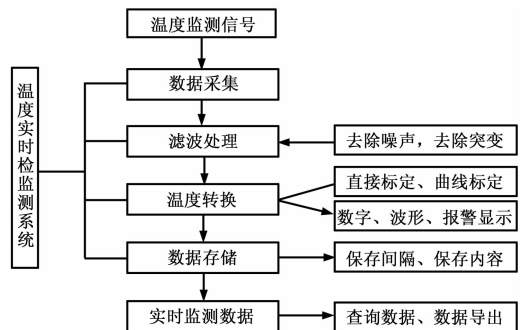 温度监测信号
温度实时检监测系统
数据采集
滤波处理
去除噪声，去除突变
温度转换
直接标定、曲线标定
数字、波形、报警显示
数据存储
保存间隔、保存内容
实时监测数据
查询数据、数据导出